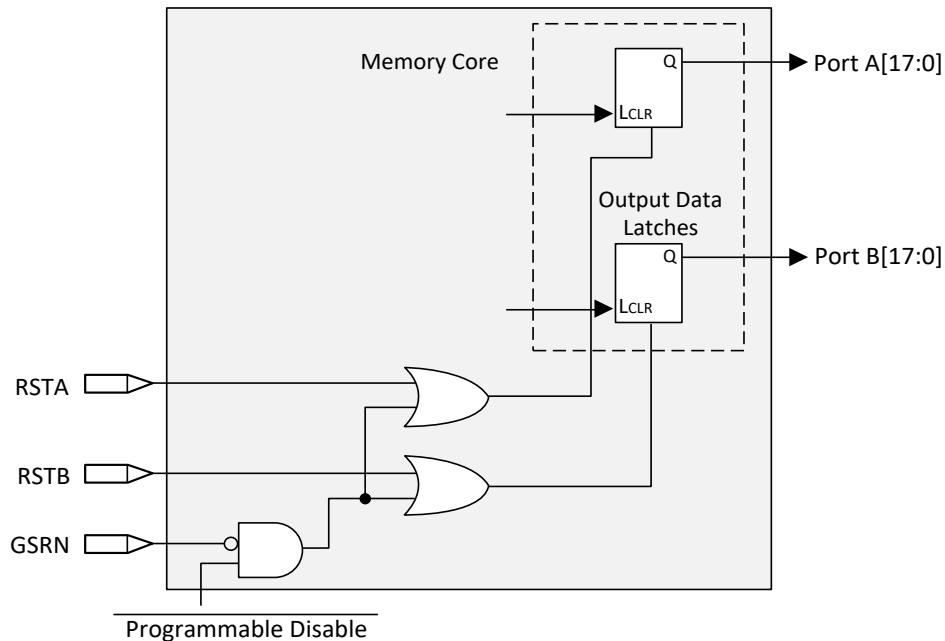 Memory Core
Q
Port A[17:0]
LCLR
Output Data
Latches
Q
Port B[17:0]
LCLR
RSTA
RSTB
GSRN
Programmable Disable